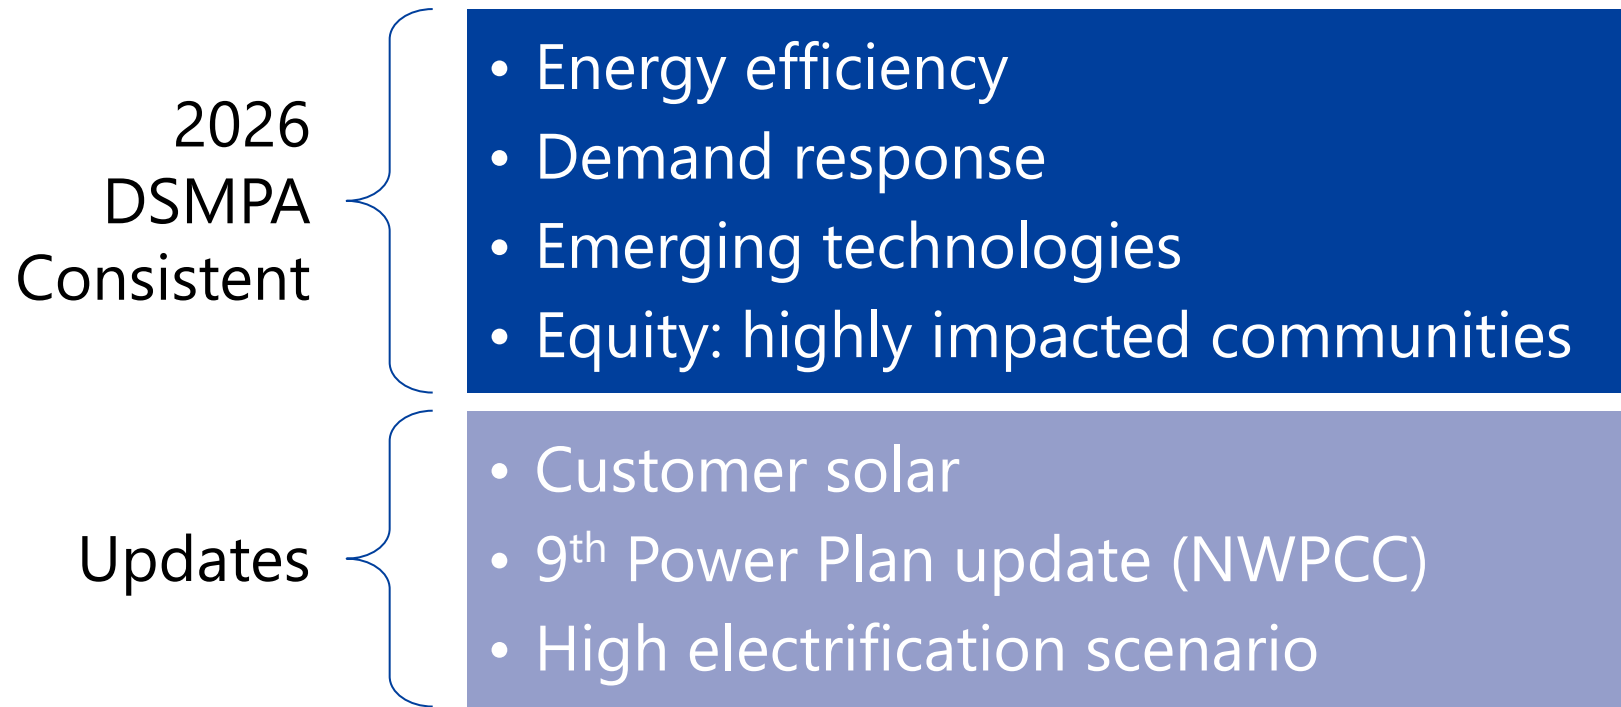 2026
DSMPA
Consistent
• Energy efficiency
• Demand response
• Emerging technologies
• Equity: highly impacted communities
Updates
• Customer solar
• 9th Power Plan update (NWPCC)
• High electrification scenario